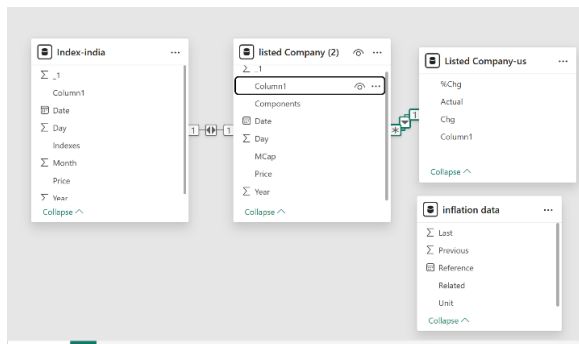 Index-india
Σ _1
Column1
Date
Σ Day
Indexes
Σ Month
Price
Σ Year
Collapse
1
1
listed Company (2)
Σ _1
Column1
Components
Date
Σ Day
MCap
Price
Σ Year
Collapse
*
1
Listed Company-us
%Chg
Actual
Chg
Column1
Collapse
inflation data
Σ Last
Σ Previous
Reference
Related
Unit
Collapse